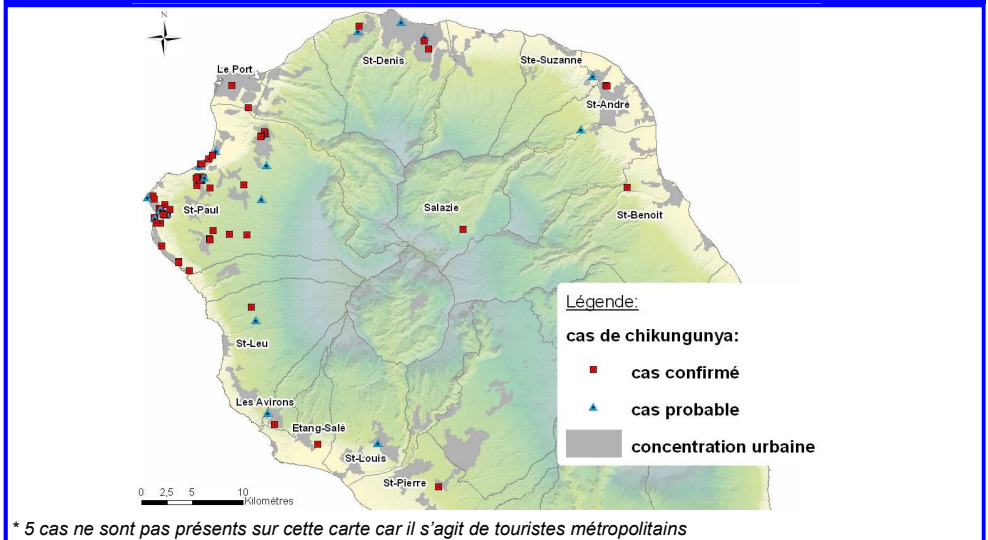 N
St-Denis
Ste-Suzanne
Le Port
St-André
St-Paul
Salazie
St-Benoit
Légende:
cas de chikungunya:
cas confirmé
cas probable
concentration urbaine
St-Leu
Les Avirons
Etang-Salé
St-Louis
St-Pierre
0 2,5 5 10
Kilométres
* 5 cas ne sont pas présents sur cette carte car il s'agit de touristes métropolitains